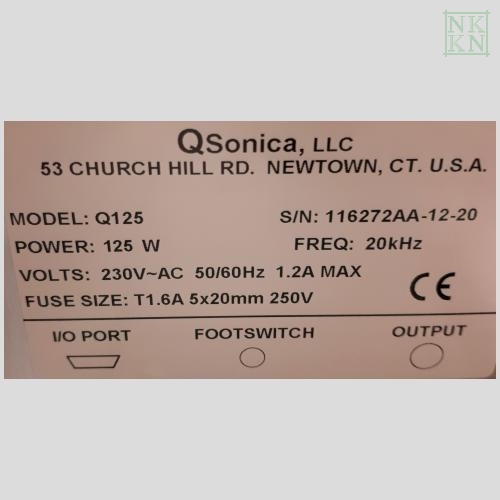 NK
KN
QSonica, LLC
53 CHURCH HILL RD. NEWTOWN, CT. U.S.A.
MODEL: Q125 S/N: 116272AA-12-20
POWER: 125 W FREQ: 20kHz
VOLTS: 230V~AC 50/60Hz 1.2A MAX
FUSE SIZE: T1.6A 5x20mm 250V
CE
I/O PORT FOOTSWITCH OUTPUT